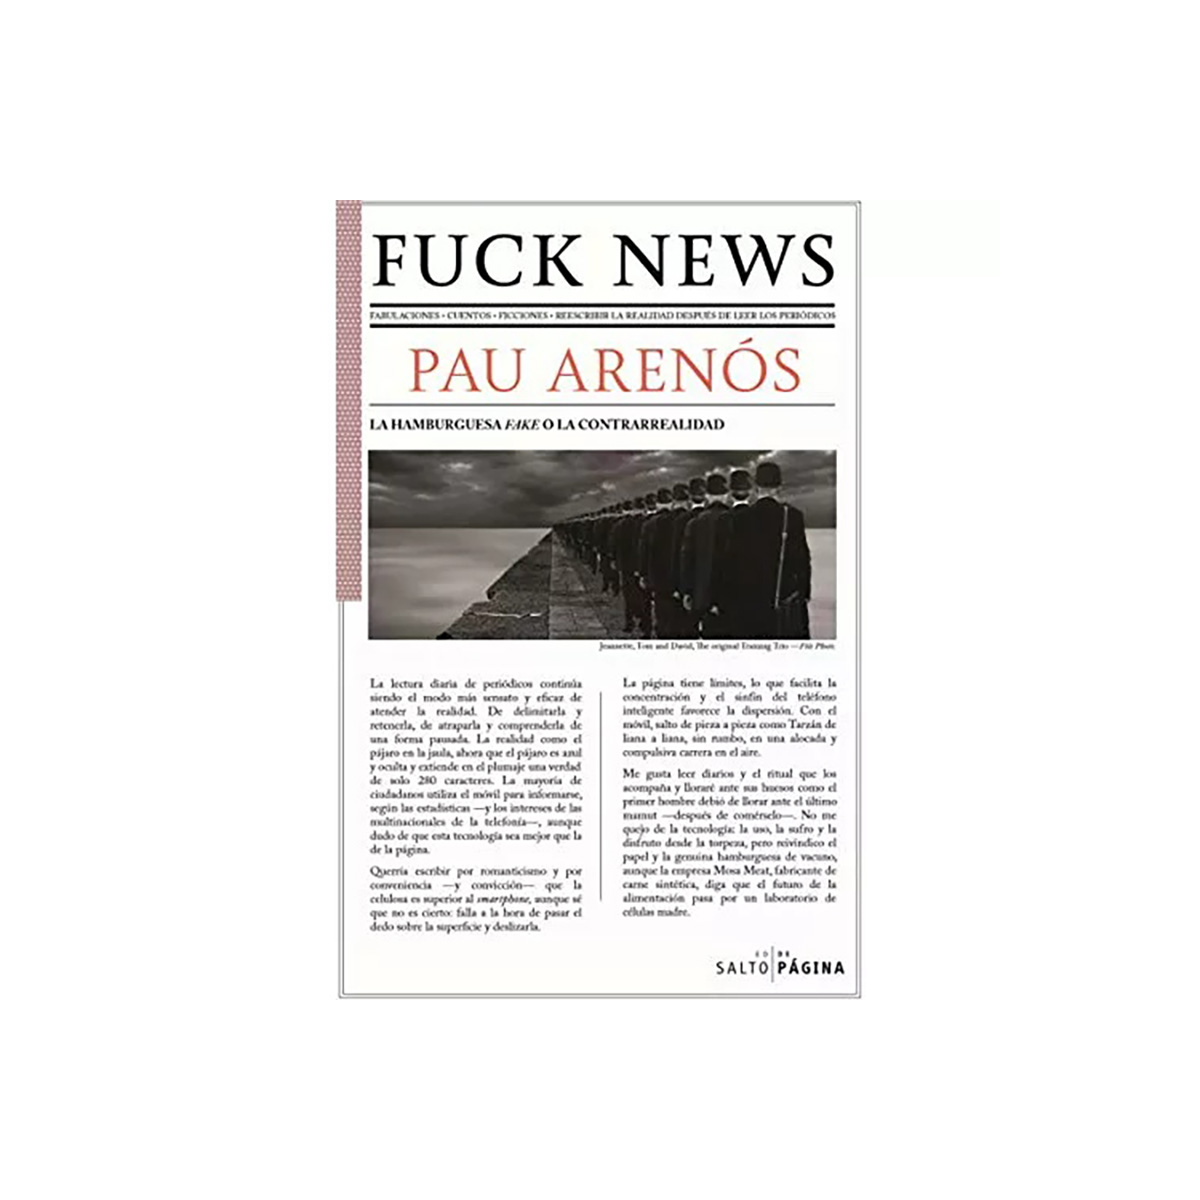 FUCK NEWS
FABULACIONES • CUENTOS • FICCIONES • REESCRIBIR LA REALIDAD DESPUÉS DE LEER LOS PERIÓDICOS
PAU ARENÓS
LA HAMBURGUESA FAKE O LA CONTRARREALIDAD
Jeannette, Tom and David, The original Evening Trio —
La lectura diaria de periódicos continúa
siendo el modo más sensato y eficaz de
atender la realidad. De delimitarla y
retenerla, de atraparla y comprenderla de
una forma pausada. La realidad como el
pájaro en la jaula, ahora que el pájaro es azul
y oculta y extiende en el plumaje una verdad
de solo 280 caracteres. La mayoría de
ciudadanos utiliza el móvil para informarse,
según las estadísticas —y los intereses de las
multinacionales de la telefonía—, aunque
dudo de que esta tecnología sea mejor que la
de la página.
Querría escribir por romanticismo y por
conveniencia —y convicción— que la
celulosa es superior al smartphone, aunque sé
que no es cierto: falla a la hora de pasar el
dedo sobre la superficie y deslizarla.
La página tiene límites, lo que facilita la
concentración y el sinfín del teléfono
inteligente favorece la dispersión. Con el
móvil, salto de pieza a pieza como Tarzán de
liana a liana, sin rumbo, en una alocada y
compulsiva carrera en el aire.
Me gusta leer diarios y el ritual que los
acompaña y lloraré ante sus huesos como el
primer hombre debió de llorar ante el último
mamut —después de comérselo—. No me
quejo de la tecnología: la uso, la sufro y la
disfruto desde la torpeza, pero reivindico el
papel y la genuina hamburguesa de vacuno,
aunque la empresa Mosa Meat, fabricante de
carne sintética, diga que el futuro de la
alimentación pasa por un laboratorio de
células madre.
ED DE
SALTO PÁGINA